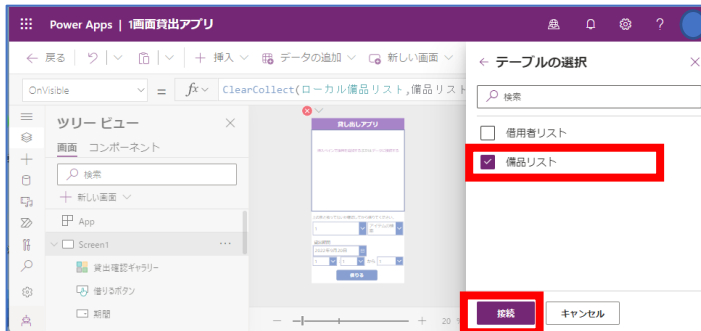 Power Apps | 1画面貸出アプリ
戻る 挿入 データの追加 新しい画面
テーブルの選択
OnVisible = fx ClearCollect(ローカル備品リスト,備品リスト
検索
ツリー ビュー
画面 コンポーネント
検索
新しい画面
App
Screen1
貸出確認ギャラリー
借りるボタン
期間
貸し出しアプリ
借りる
20 %
借用者リスト
備品リスト
接続 キャンセル